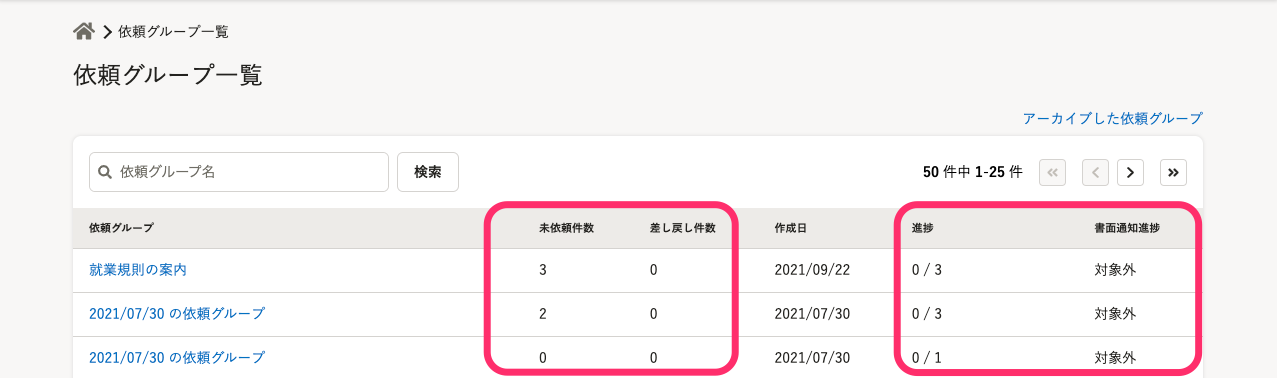 依頼グループ一覧
依頼グループ一覧
アーカイブした依頼グループ
依頼グループ名 検索 50 件中 1-25 件
依頼グループ 未依頼件数 差し戻し件数 作成日 進捗 書面通知進捗
就業規則の案内 3 0 2021/09/22 0 / 3 対象外
2021/07/30 の依頼グループ 2 0 2021/07/30 0 / 3 対象外
2021/07/30 の依頼グループ 0 0 2021/07/30 0 / 1 対象外